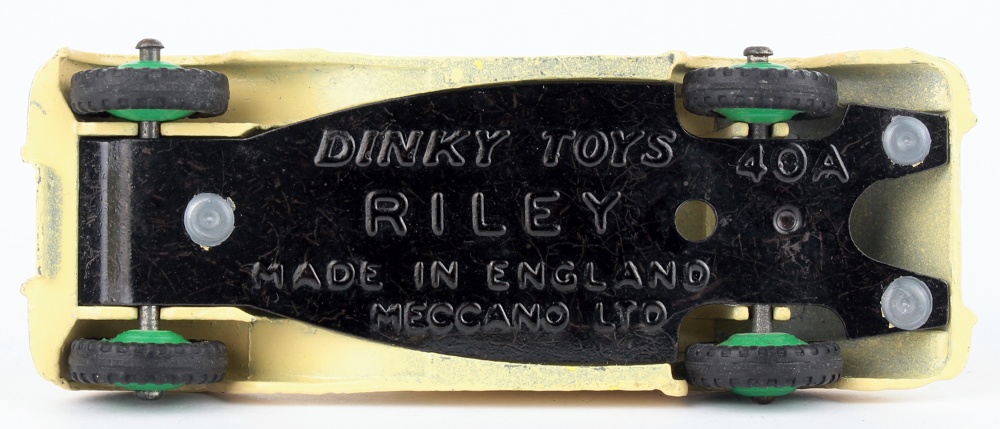 DINKY TOYS
40A
RILEY
MADE IN ENGLAND
MECCANO LTD